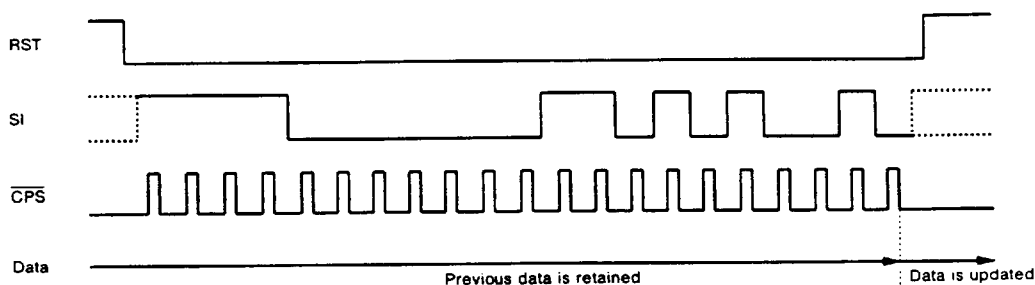 RST
SI
CPS
Data
Previous data is retained
Data is updated